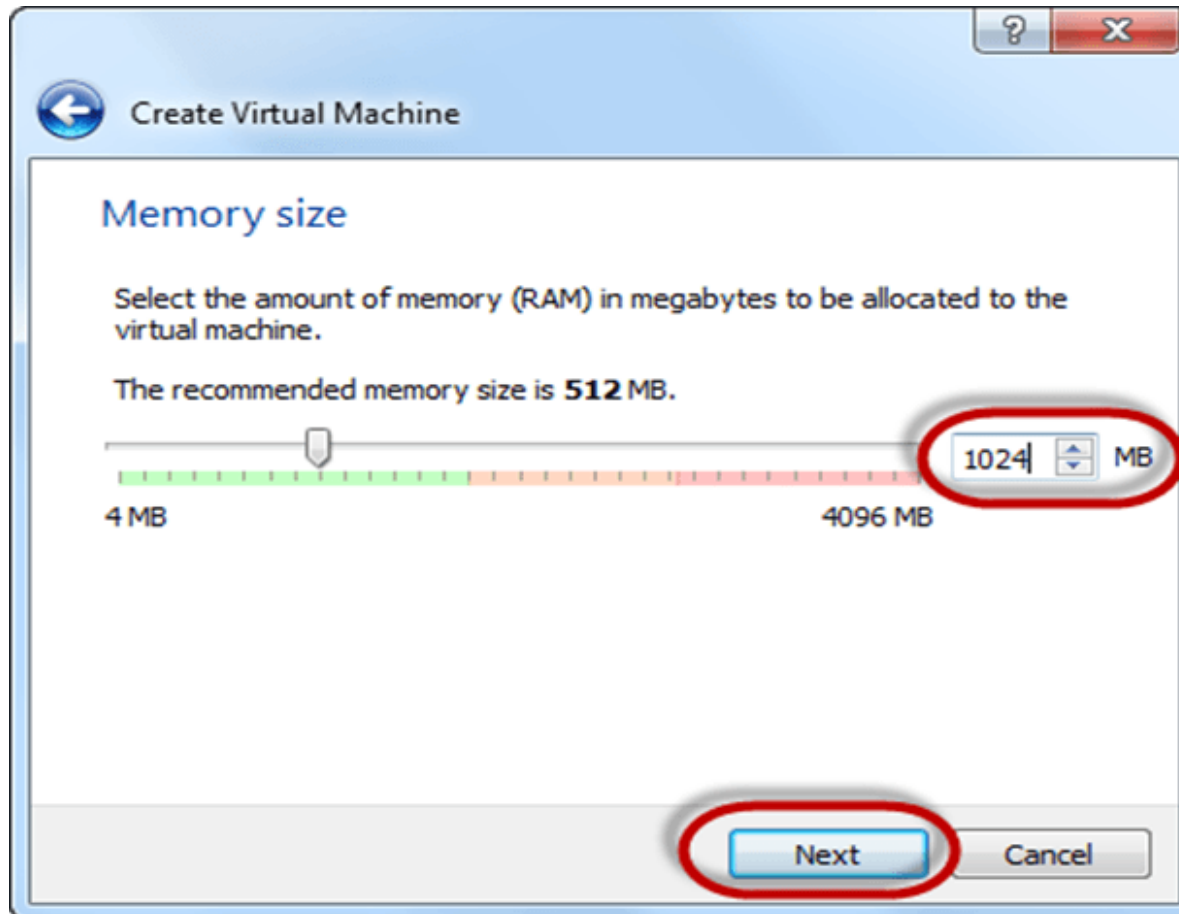 ?
Create Virtual Machine
Memory size
Select the amount of memory (RAM) in megabytes to be allocated to the
virtual machine.
The recommended memory size is 512 MB.
1024 MB
4 MB 4096 MB
Next Cancel